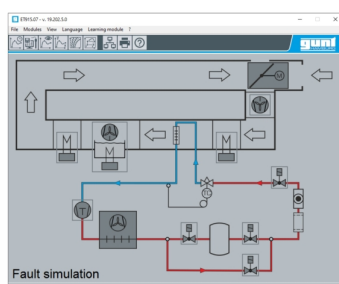 ET915.07 - v. 19.202.5.0
File Modules View Language Learning module ?
gunt
M
M
M
T
Fault simulation